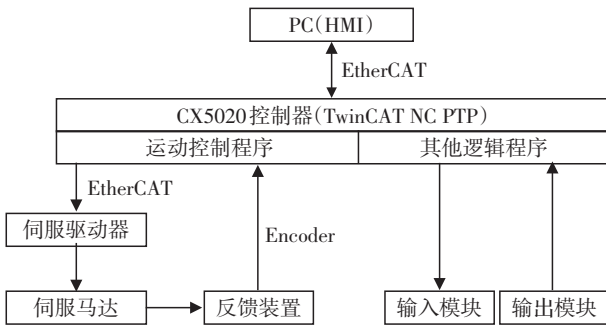 PC(HMI)
EtherCAT
CX5020控制器(TwinCAT NC PTP)
运动控制程序
其他逻辑程序
EtherCAT
伺服驱动器
Encoder
伺服马达
反馈装置
输入模块
输出模块